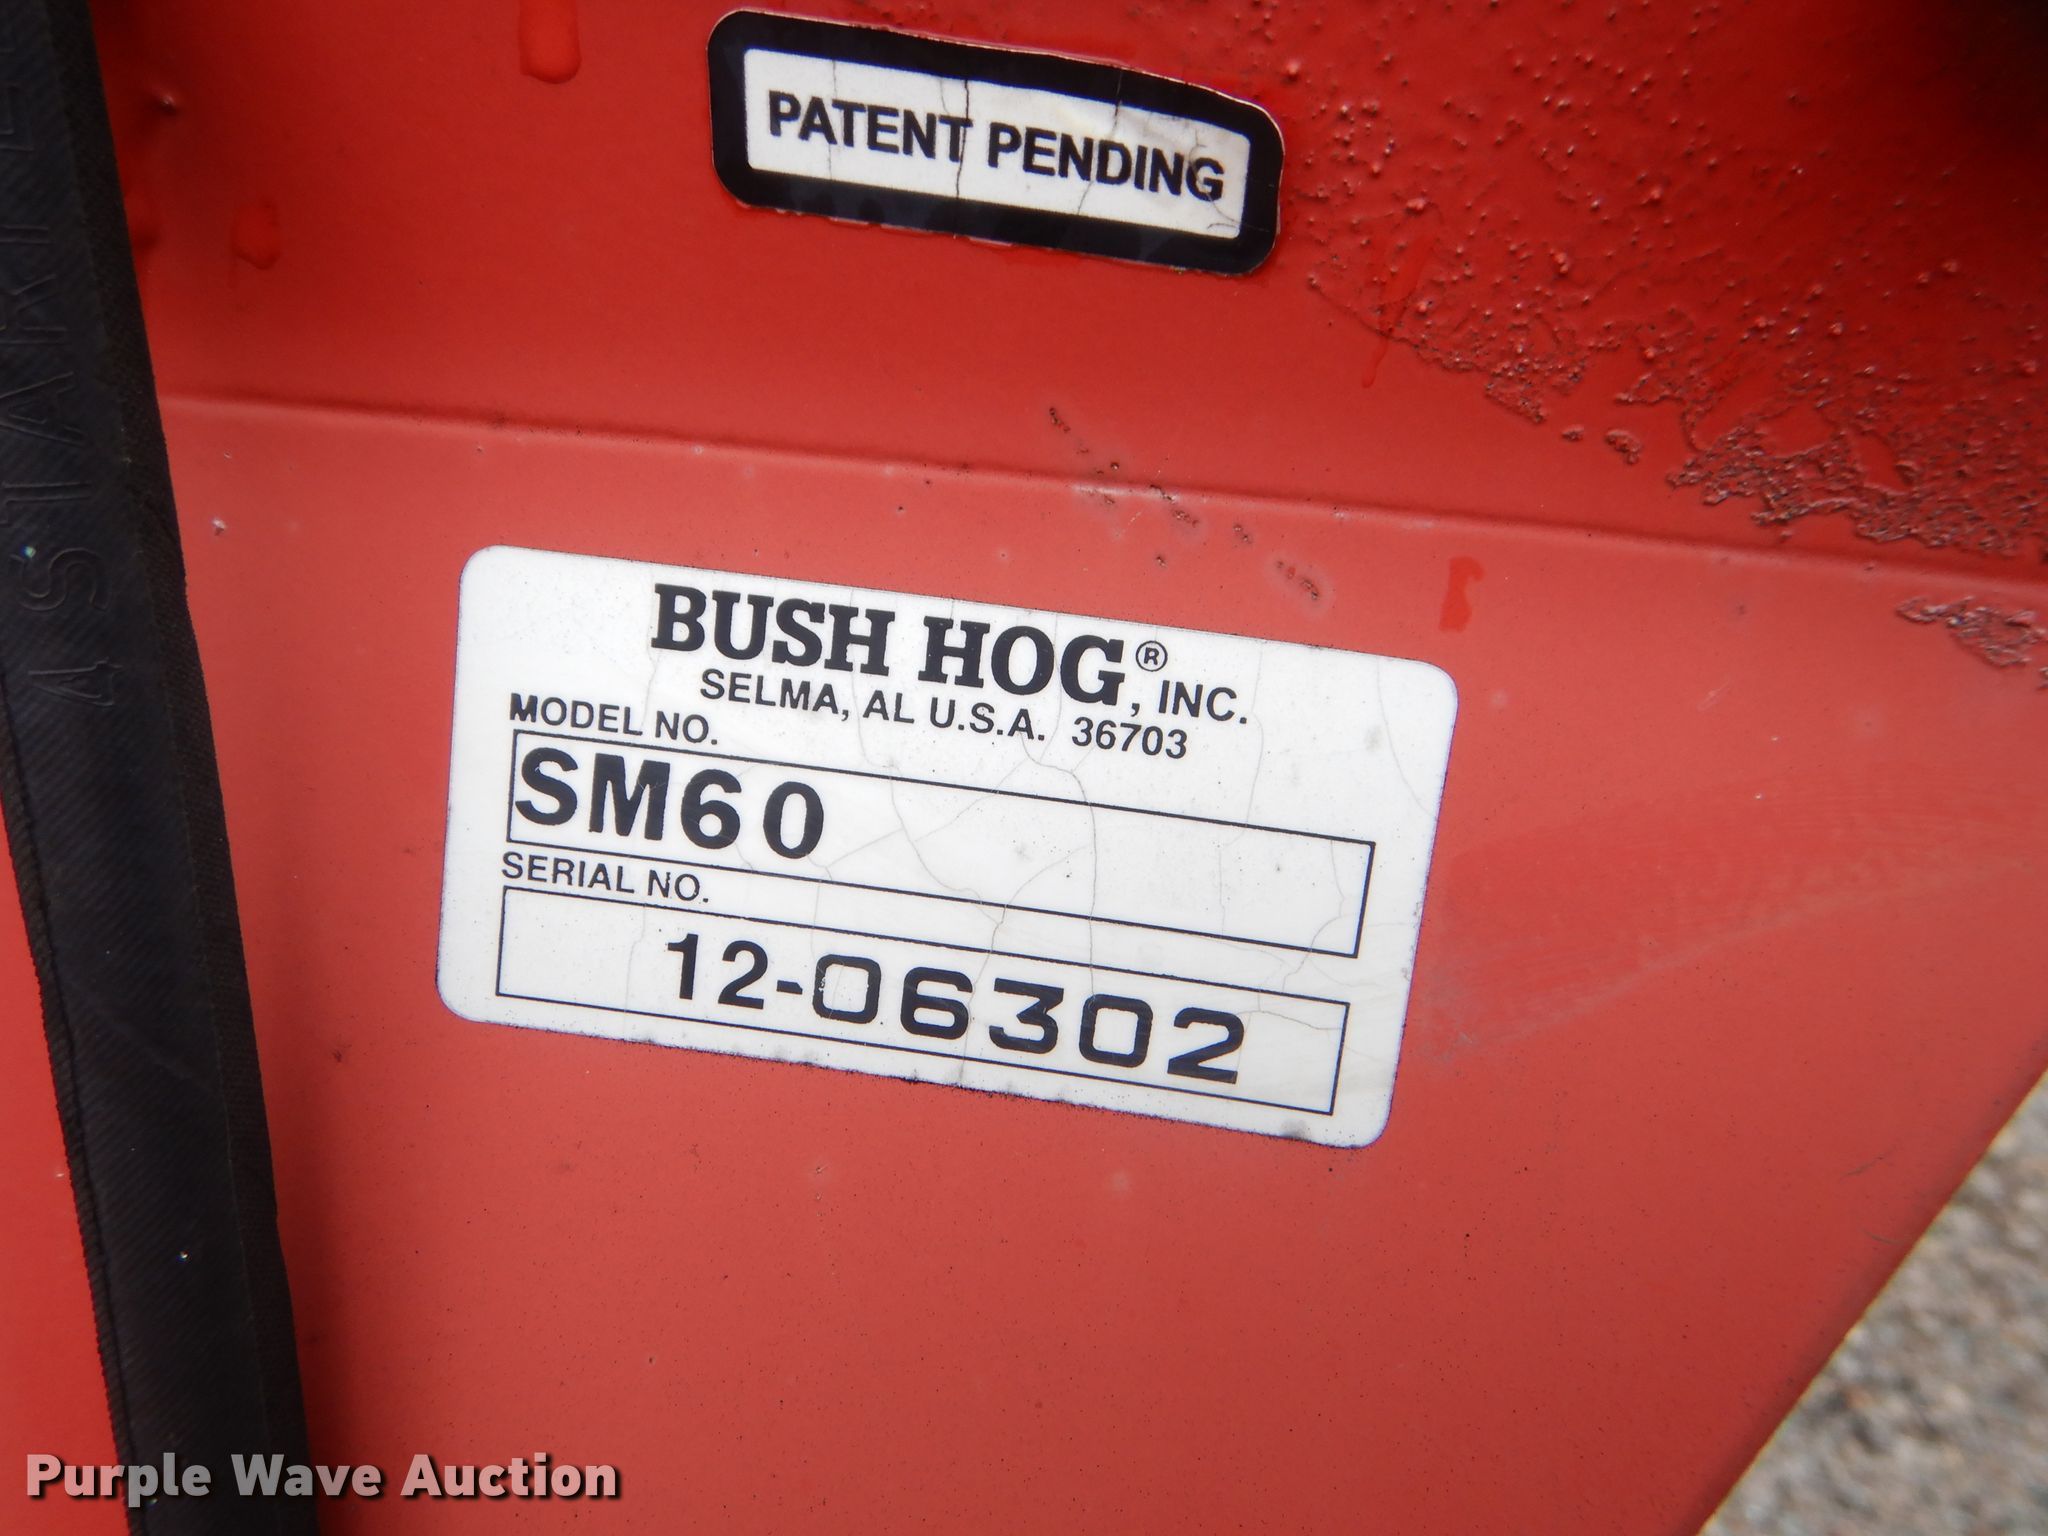 PATENT PENDING
BUSH HOG®, INC.
SELMA, AL U.S.A. 36703
MODEL NO.
SM60
SERIAL NO.
12-06302
Purple Wave Auction